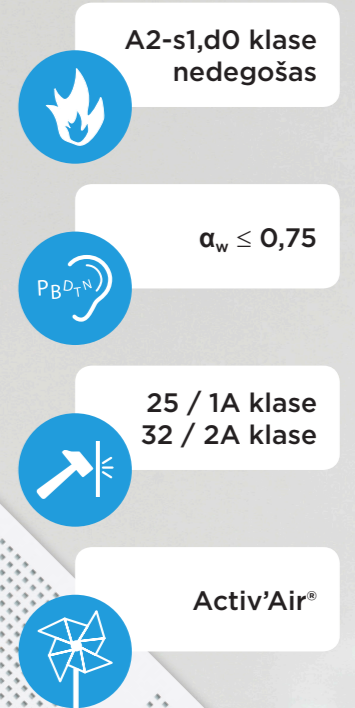 A2-s1,d0 klase
nedegošas
αw ≤ 0,75
PBDTN
25 / 1A klase
32 / 2A klase
Activ'Air®